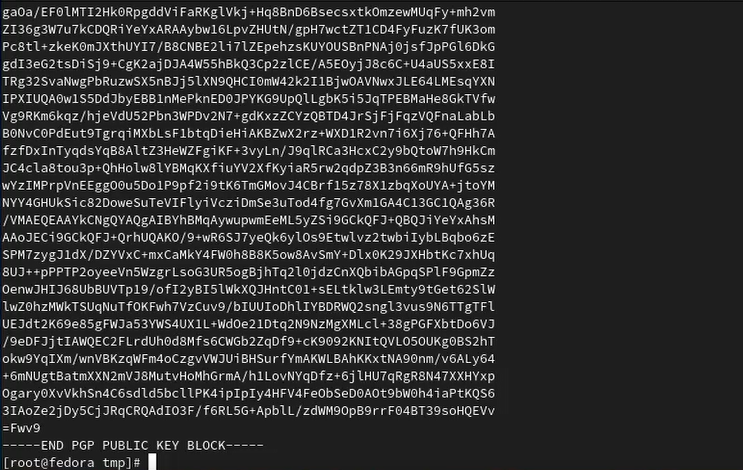 gaOa/EF0lMTI2Hk0RpgddViFaRKglVkj+Hq8BnD6BsecsxtkOmzewMUqFy+mh2vm
ZI36g3W7u7kCDQRiYeYxARAAybw16LpvZHUtN/gpH7wctZT1CD4FyFuzK7fUK3om
Pc8tl+zkeK0mJXthUYI7/B8CNBE2li7lZEpehzsKUYOUSBnPNAj0jsfJpPGl6DkG
gdI3eG2tsDiSj9+CgK2ajDJA4W55hBkQ3Cp2zlCE/A5EOyjJ8c6C+U4aUS5xxE8I
TRg32SvaNwgPbRuzwSX5nBJj5lXN9QHCI0mW42k2I1BjwOAVNwxJLE64LMEsqYXN
IPXIUQA0w1S5DdJbyEBB1nMePknED0JPYKG9UpQlLgbK5i5JqTPEBMaHe8GkTVfw
Vg9RKm6kqz/hjeVdU52Pbn3WPDv2N7+gdKxzZCYzQBTD4JrSjFjFqzVQFnaLabLb
B0NvC0PdEut9TgrqiMXbLsF1btqDieHiAKBZwX2rz+WXD1R2vn7i6Xj76+QFHh7A
fzfDxInTyqdsYqB8AltZ3HeWZFgiKF+3vyLn/J9qlRCa3HcxC2y9bQtoW7h9HkCm
JC4cla8tou3p+QhHolw8lYBMqKXfiuYV2XfKyiaR5rw2qdpZ3B3n66mR9hUfG5sz
wYzIMPrpVnEEggO0u5Do1P9pf2i9tK6TmGMovJ4CBrf15z78X1zbqXoUYA+jtoYM
NYY4GHUkSic82DoweSuTeVIFlyiVcziDmSe3uTod4fg7GvXm1GA4C13GC1QAg36R
/VMAEQEAAYkCNgQYAQgAIBYhBMqAywupwmEeML5yZSi9GCkQFJ+QBQJiYeYxAhsM
AAoJECi9GCkQFJ+QrhUQAKO/9+wR6SJ7yeQk6ylOs9Etwlvz2twbiIybLBqbo6zE
SPM7zygJ1dX/DZYVxC+mxCaMkY4FW0h8B8K5ow8AvSmY+Dlx0K29JXHbtKc7xhUq
8UJ++pPPTP2oyeeVn5WzgrLsoG3UR5ogBjhTq2l0jdzCnXQbibAGpqSPlF9GpmZz
OenwJHIJ68UbBUVTp19/ofI2yBI5lWkXQJHntC01+sELtklw3LEmty9tGet62SlW
lwZ0hzMWkTSUqNuTfOKFwh7VzCuv9/bIUUIoDhlIYBDRWQ2sngl3vus9N6TTgTFl
UEJdt2K69e85gFWJa53YWS4UX1L+WdOe21Dtq2N9NzMgXMLcl+38gPGFXbtDo6VJ
/9eDFJjtIAWQEC2FLrdUh0d8Mfs6CWGb2ZqDf9+cK9092KNItQVLO5OUKg0BS2hT
okw9YqIXm/wnVBKzqWFm4oCzgvVWJUiBHSurfYmAKWLBAhKKxtNA90nm/v6ALy64
+6mNUgtBatmXXN2mVJ8MutvHoMhGrmA/h1LovNYqDfz+6jlHU7qRgR8N47XXHYxp
Ogary0XvVkhSn4C6sdld5bcllPK4ipIpIy4HFV4FeObSeD0AOt9bW0h4iaPtKQS6
3IAoZe2jDy5CjJRqCRQAdIO3F/f6RL5G+ApblL/zdWM9OpB9rrF04BT39soHQEVv
=Fwv9
-----END PGP PUBLIC KEY BLOCK-----
[root@fedora tmp]#